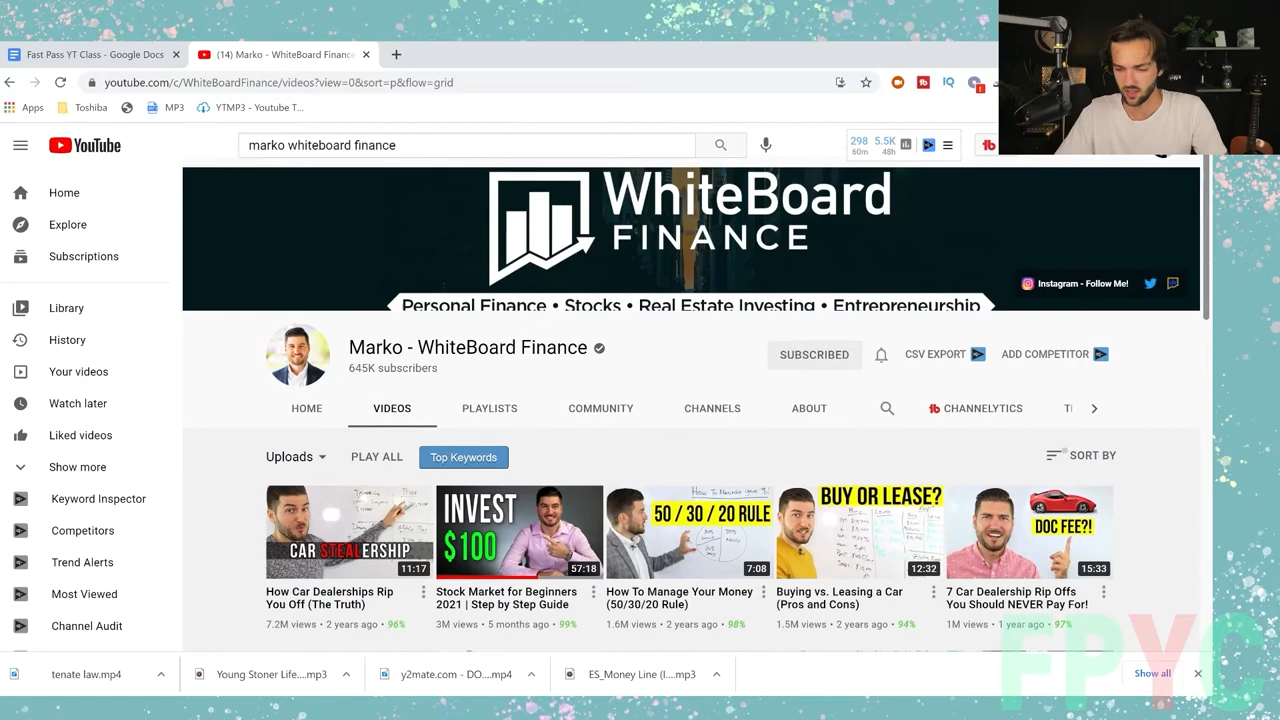 Fast Pass YT Class - Google Docs
(14) Marko - WhiteBoard Finance
youtube.com/c/WhiteBoardFinance/videos?view=0&sort=p&flow=grid
Apps
Toshiba
MP3
YTMP3 - Youtube T...
YouTube
marko whiteboard finance
298 5.5K
60m 48h
Home
Explore
Subscriptions
Library
History
Your videos
Watch later
Liked videos
Show more
Keyword Inspector
Competitors
Trend Alerts
Most Viewed
Channel Audit
WhiteBoard
FINANCE
Personal Finance • Stocks • Real Estate Investing • Entrepreneurship
Instagram - Follow Me!
Marko - WhiteBoard Finance
645K subscribers
SUBSCRIBED
CSV EXPORT
ADD COMPETITOR
HOME
VIDEOS
PLAYLISTS
COMMUNITY
CHANNELS
ABOUT
CHANNELYTICS
Uploads
PLAY ALL
Top Keywords
SORT BY
CAR STEALERSHIP
11:17
How Car Dealerships Rip
You Off (The Truth)
7.2M views • 2 years ago • 96%
INVEST
$100
57:18
Stock Market for Beginners
2021 | Step by Step Guide
3M views • 5 months ago • 99%
50 / 30 / 20 RULE
7:08
How To Manage Your Money
(50/30/20 Rule)
1.6M views • 2 years ago • 98%
BUY OR LEASE?
12:32
Buying vs. Leasing a Car
(Pros and Cons)
1.5M views • 2 years ago • 94%
DOC FEE?!
15:33
7 Car Dealership Rip Offs
You Should NEVER Pay For!
1M views • 1 year ago • 97%
FPYC
tenate law.mp4
Young Stoner Life....mp3
y2mate.com - DO....mp4
ES_Money Line (I....mp3
Show all